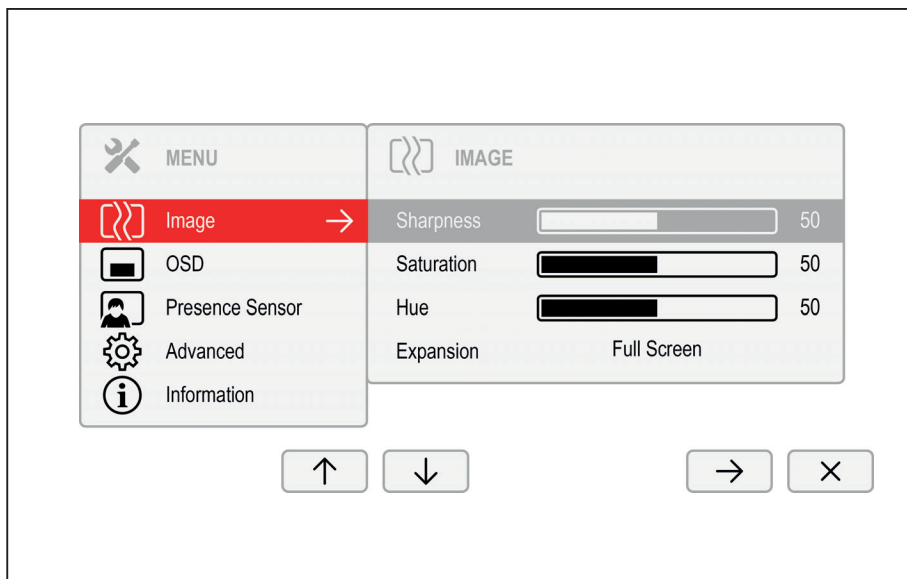 MENU
Image
OSD
Presence Sensor
Advanced
Information
IMAGE
Sharpness 50
Saturation 50
Hue 50
Expansion Full Screen